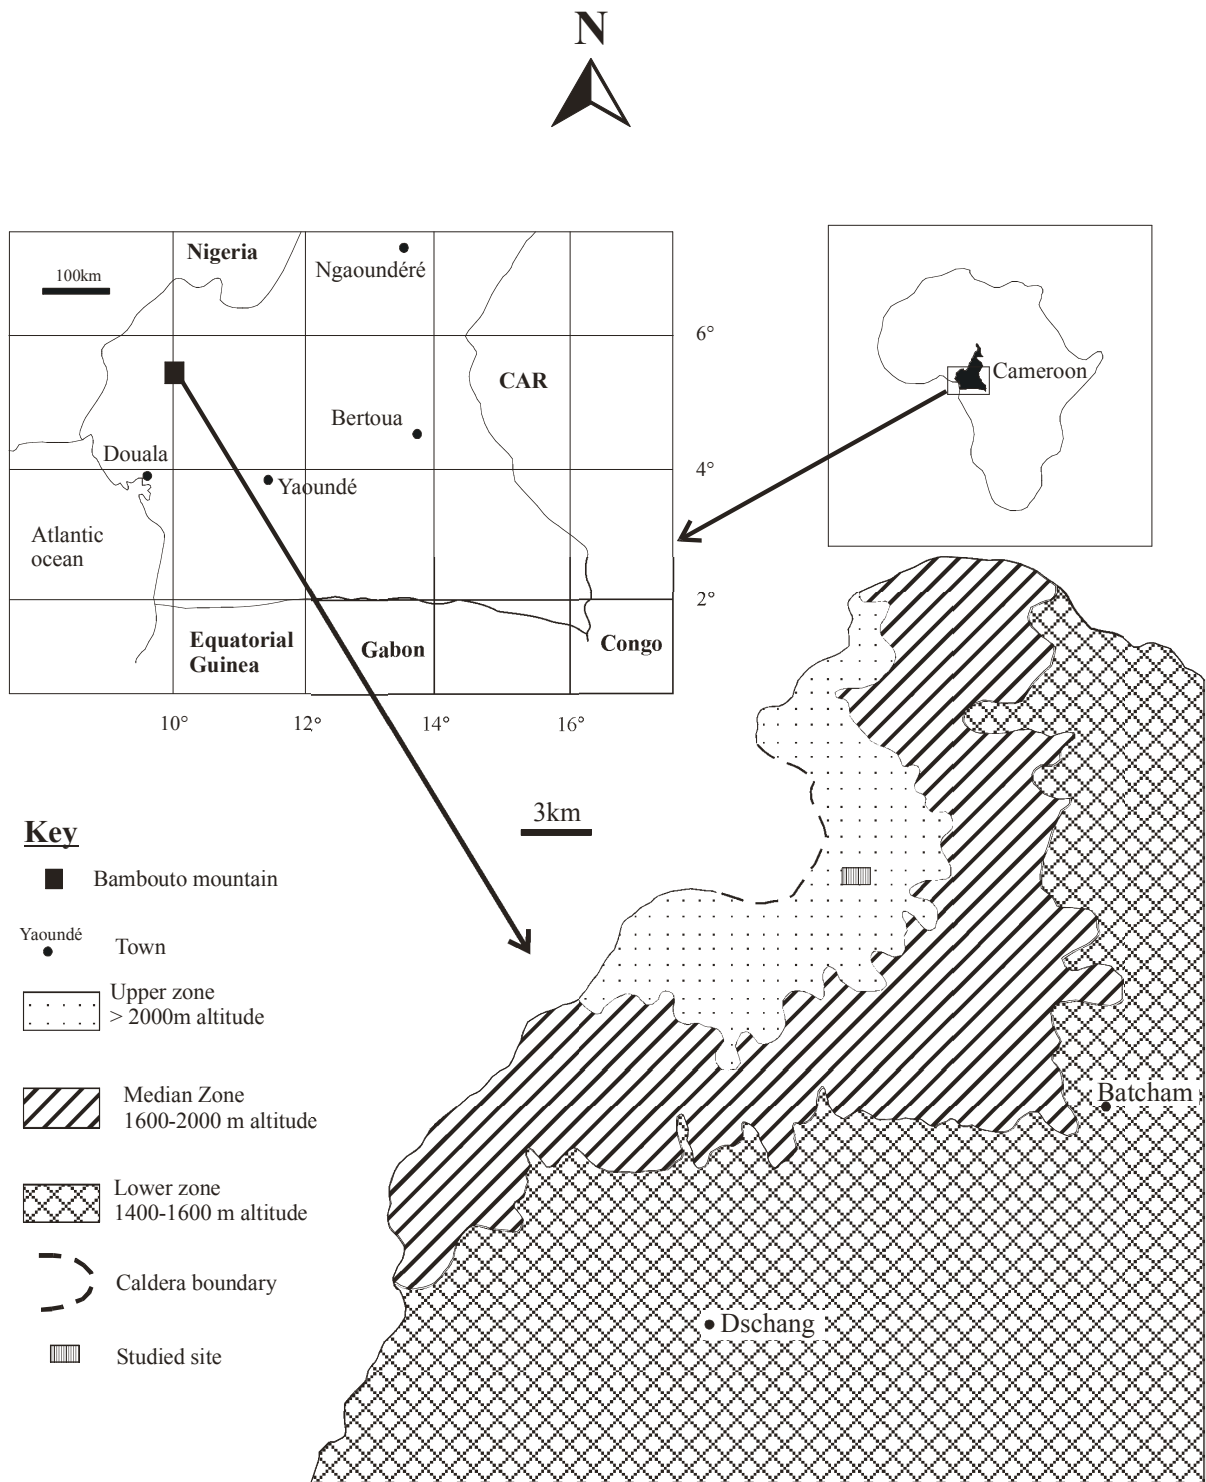 N
Nigeria
Ngaoundéré
100km
6°
CAR
Cameroon
Bertoua
Douala
4°
Yaoundé
Atlantic
ocean
2°
Equatorial
Guinea
Gabon
Congo
10°
12°
14°
16°
3km
Key
Bambouto mountain
Yaoundé
Town
Upper zone
> 2000m altitude
Median Zone
1600-2000 m altitude
Batcham
Lower zone
1400-1600 m altitude
Caldera boundary
Dschang
Studied site